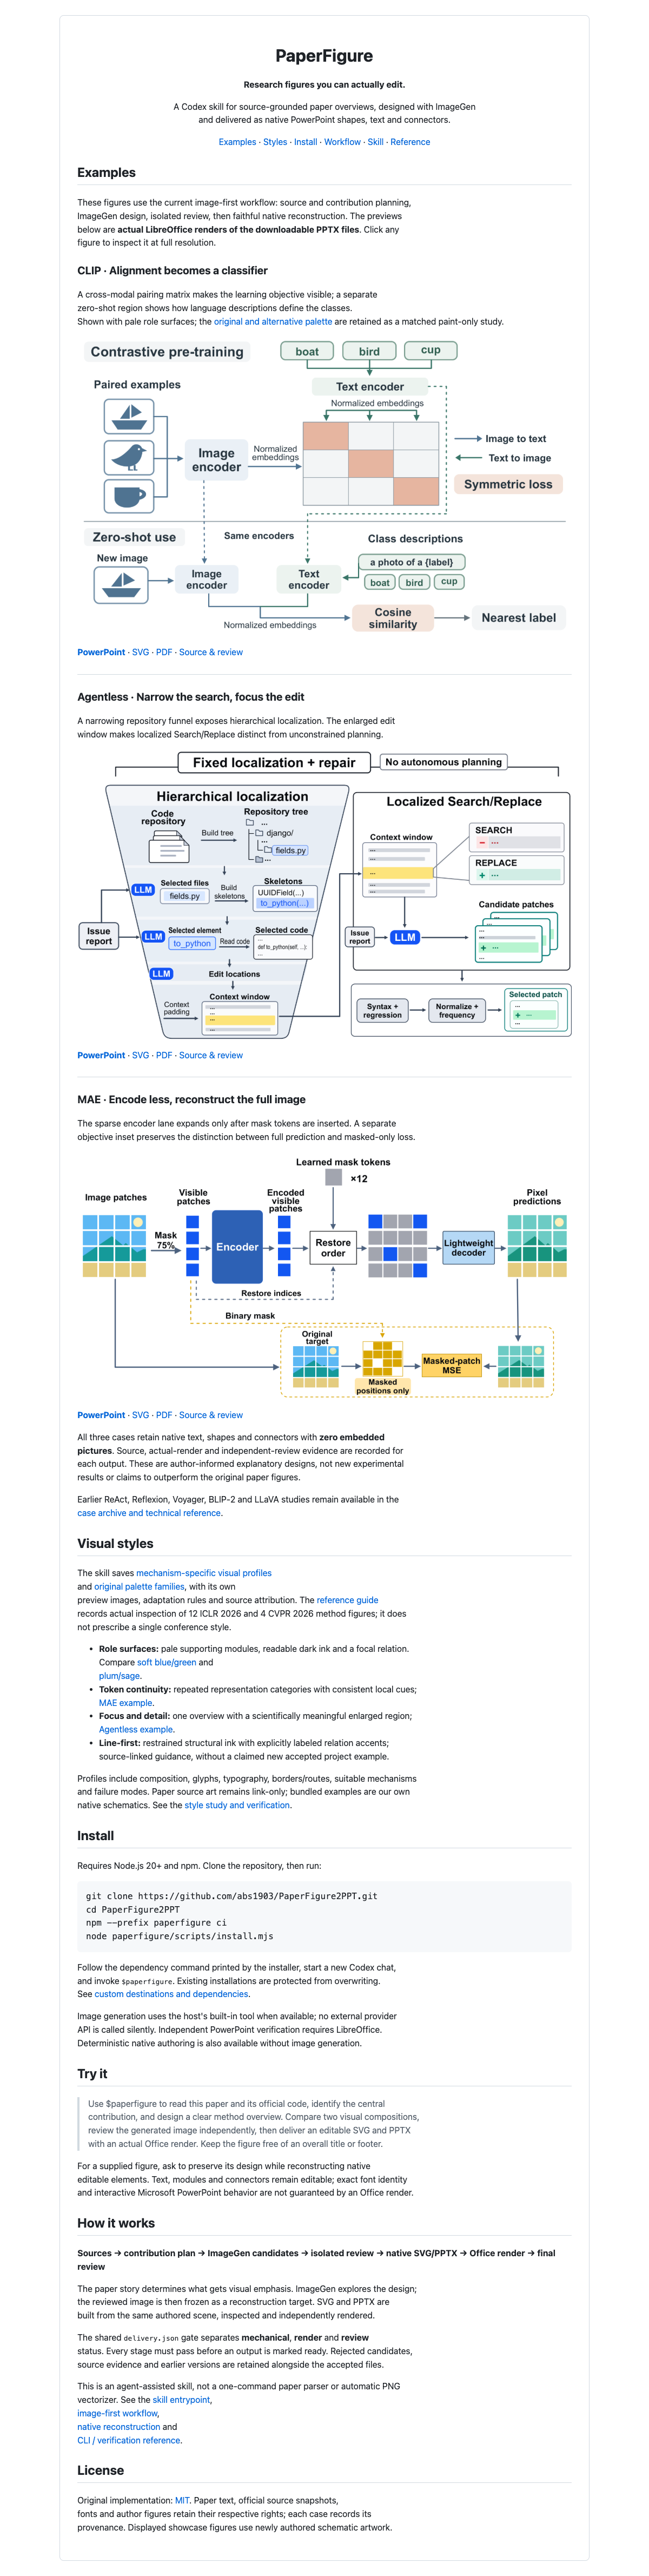 PaperFigure
Research figures you can actually edit.
A Codex skill for source-grounded paper overviews, designed with ImageGen
and delivered as native PowerPoint shapes, text and connectors.
Examples · Styles · Install · Workflow · Skill · Reference
Examples
These figures use the current image-first workflow: source and contribution planning,
ImageGen design, isolated review, then faithful native reconstruction. The previews
below are actual LibreOffice renders of the downloadable PPTX files. Click any
figure to inspect it at full resolution.
CLIP · Alignment becomes a classifier
A cross-modal pairing matrix makes the learning objective visible; a separate
zero-shot region shows how language descriptions define the classes.
Shown with pale role surfaces; the original and alternative palette are retained as a matched paint-only study.
Contrastive pre-training
boat
bird
cup
Paired examples
Text encoder
Normalized embeddings
Image
encoder
Normalized
embeddings
Image to text
Text to image
Symmetric loss
Zero-shot use
Same encoders
Class descriptions
New image
a photo of a {label}
Image
encoder
Text
encoder
boat
bird
cup
Normalized embeddings
Cosine
similarity
Nearest label
PowerPoint · SVG · PDF · Source & review
Agentless · Narrow the search, focus the edit
A narrowing repository funnel exposes hierarchical localization. The enlarged edit
window makes localized Search/Replace distinct from unconstrained planning.
Fixed localization + repair
No autonomous planning
Hierarchical localization
Localized Search/Replace
Code
repository
Repository tree
...
Build tree
django/
...
fields.py
...
Context window
...
SEARCH
− ...
REPLACE
+ ...
LLM
Selected files
fields.py
Build
skeletons
Skeletons
UUIDField(...)
to_python(...)
Candidate patches
+ ...
Issue
report
LLM
Selected element
to_python
Read code
Selected code
...
def to_python(self, ...):
...
Issue
report
LLM
LLM
Edit locations
Context
padding
Context window
...
...
...
Syntax +
regression
Normalize +
frequency
Selected patch
...
+ ...
...
PowerPoint · SVG · PDF · Source & review
MAE · Encode less, reconstruct the full image
The sparse encoder lane expands only after mask tokens are inserted. A separate
objective inset preserves the distinction between full prediction and masked-only loss.
Learned mask tokens
×12
Image patches
Visible
patches
Encoded
visible
patches
Pixel
predictions
Mask
75%
Encoder
Restore
order
Lightweight
decoder
Restore indices
Binary mask
Original
target
Masked
positions only
Masked-patch
MSE
PowerPoint · SVG · PDF · Source & review
All three cases retain native text, shapes and connectors with zero embedded
pictures. Source, actual-render and independent-review evidence are recorded for
each output. These are author-informed explanatory designs, not new experimental
results or claims to outperform the original paper figures.
Earlier ReAct, Reflexion, Voyager, BLIP-2 and LLaVA studies remain available in the
case archive and technical reference.
Visual styles
The skill saves mechanism-specific visual profiles
and original palette families, with its own
preview images, adaptation rules and source attribution. The reference guide
records actual inspection of 12 ICLR 2026 and 4 CVPR 2026 method figures; it does
not prescribe a single conference style.
• Role surfaces: pale supporting modules, readable dark ink and a focal relation.
Compare soft blue/green and
plum/sage.
• Token continuity: repeated representation categories with consistent local cues;
MAE example.
• Focus and detail: one overview with a scientifically meaningful enlarged region;
Agentless example.
• Line-first: restrained structural ink with explicitly labeled relation accents;
source-linked guidance, without a claimed new accepted project example.
Profiles include composition, glyphs, typography, borders/routes, suitable mechanisms
and failure modes. Paper source art remains link-only; bundled examples are our own
native schematics. See the style study and verification.
Install
Requires Node.js 20+ and npm. Clone the repository, then run:
git clone https://github.com/abs1903/PaperFigure2PPT.git
cd PaperFigure2PPT
npm --prefix paperfigure ci
node paperfigure/scripts/install.mjs
Follow the dependency command printed by the installer, start a new Codex chat,
and invoke $paperfigure. Existing installations are protected from overwriting.
See custom destinations and dependencies.
Image generation uses the host's built-in tool when available; no external provider
API is called silently. Independent PowerPoint verification requires LibreOffice.
Deterministic native authoring is also available without image generation.
Try it
Use $paperfigure to read this paper and its official code, identify the central
contribution, and design a clear method overview. Compare two visual compositions,
review the generated image independently, then deliver an editable SVG and PPTX
with an actual Office render. Keep the figure free of an overall title or footer.
For a supplied figure, ask to preserve its design while reconstructing native
editable elements. Text, modules and connectors remain editable; exact font identity
and interactive Microsoft PowerPoint behavior are not guaranteed by an Office render.
How it works
Sources → contribution plan → ImageGen candidates → isolated review → native SVG/PPTX → Office render → final
review
The paper story determines what gets visual emphasis. ImageGen explores the design;
the reviewed image is then frozen as a reconstruction target. SVG and PPTX are
built from the same authored scene, inspected and independently rendered.
The shared delivery.json gate separates mechanical, render and review
status. Every stage must pass before an output is marked ready. Rejected candidates,
source evidence and earlier versions are retained alongside the accepted files.
This is an agent-assisted skill, not a one-command paper parser or automatic PNG
vectorizer. See the skill entrypoint,
image-first workflow,
native reconstruction and
CLI / verification reference.
License
Original implementation: MIT. Paper text, official source snapshots,
fonts and author figures retain their respective rights; each case records its
provenance. Displayed showcase figures use newly authored schematic artwork.